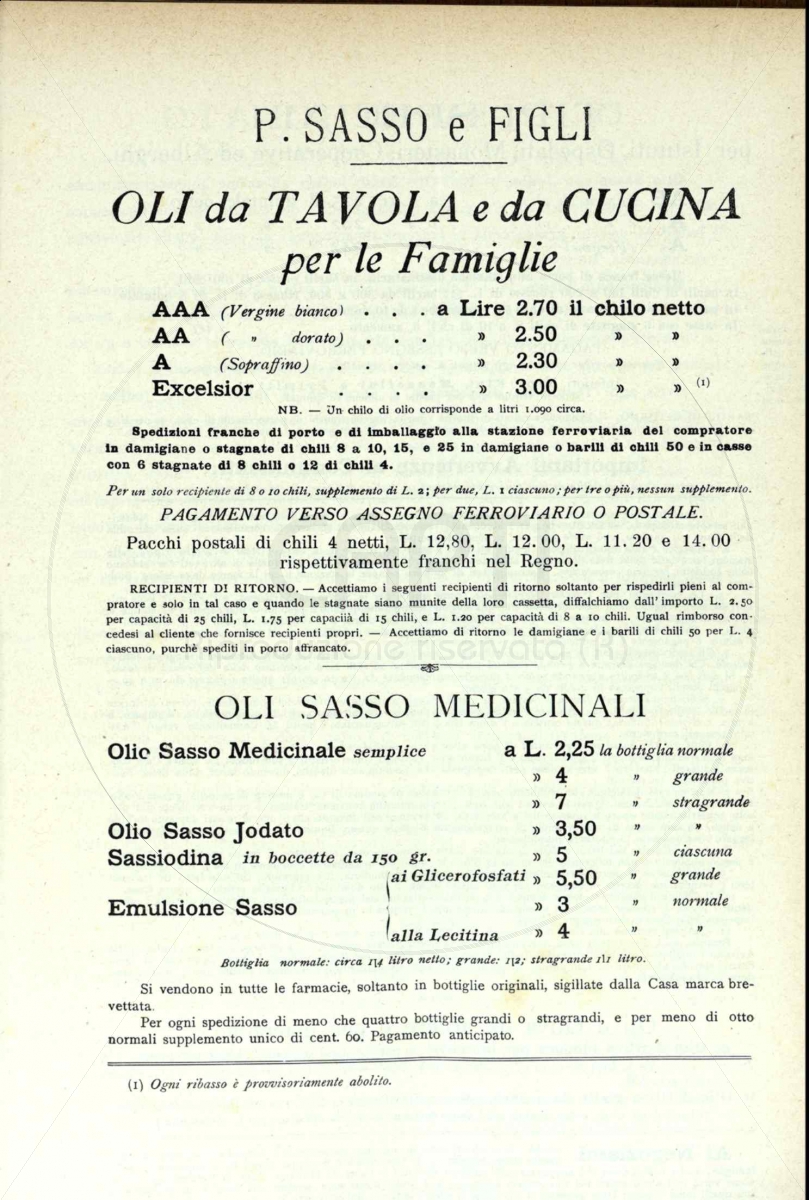 P. SASSO e FIGLI
OLI da TAVOLA e da CUCINA
per le Famiglie
AAA (Vergine bianco) . . . a Lire 2.70 il chilo netto
AA ( " dorato) . . . » 2.50 » »
A (Sopraffino) . . . . » 2.30 » »
Excelsior . . . . » 3.00 » » (1)
NB. — Un chilo di olio corrisponde a litri 1.090 circa.
Spedizioni franche di porto e di imballaggio alla stazione ferroviaria del compratore
in damigiane o stagnate di chili 8 a 10, 15, e 25 in damigiane o barili di chili 50 e in casse
con 6 stagnate di 8 chili o 12 di chili 4.
Per un solo recipiente di 8 o 10 chili, supplemento di L. 2; per due, L. 1 ciascuno; per tre o più, nessun supplemento.
PAGAMENTO VERSO ASSEGNO FERROVIARIO O POSTALE.
Pacchi postali di chili 4 netti, L. 12,80, L. 12.00, L. 11.20 e 14.00
rispettivamente franchi nel Regno.
RECIPIENTI DI RITORNO. — Accettiamo i seguenti recipienti di ritorno soltanto per rispedirli pieni al com-
pratore e solo in tal caso e quando le stagnate siano munite della loro cassetta, diffalchiamo dall' importo L. 2.50
per capacità di 25 chili, L. 1.75 per capaciià di 15 chili, e L. 1.20 per capacità di 8 a 10 chili. Ugual rimborso con-
cedesi al cliente che fornisce recipienti propri. — Accettiamo di ritorno le damigiane e i barili di chili 50 per L. 4
ciascuno, purchè spediti in porto affrancato.
riproduzione riservata (R)
OLI SASSO MEDICINALI
Olio Sasso Medicinale semplice a L. 2,25 la bottiglia normale
» 4 " grande
» 7 " stragrande
Olio Sasso Jodato » 3,50 " "
Sassiodina in boccette da 150 gr. » 5 " ciascuna
ai Glicerofosfati » 5,50 " grande
Emulsione Sasso » 3 " normale
alla Lecitina » 4 " "
Bottiglia normale: circa 1\4 litro netto; grande: 1\2; stragrande 1\1 litro.
Si vendono in tutte le farmacie, soltanto in bottiglie originali, sigillate dalla Casa marca bre-
vettata.
Per ogni spedizione di meno che quattro bottiglie grandi o stragrandi, e per meno di otto
normali supplemento unico di cent. 60. Pagamento anticipato.
(1) Ogni ribasso è provvisoriamente abolito.